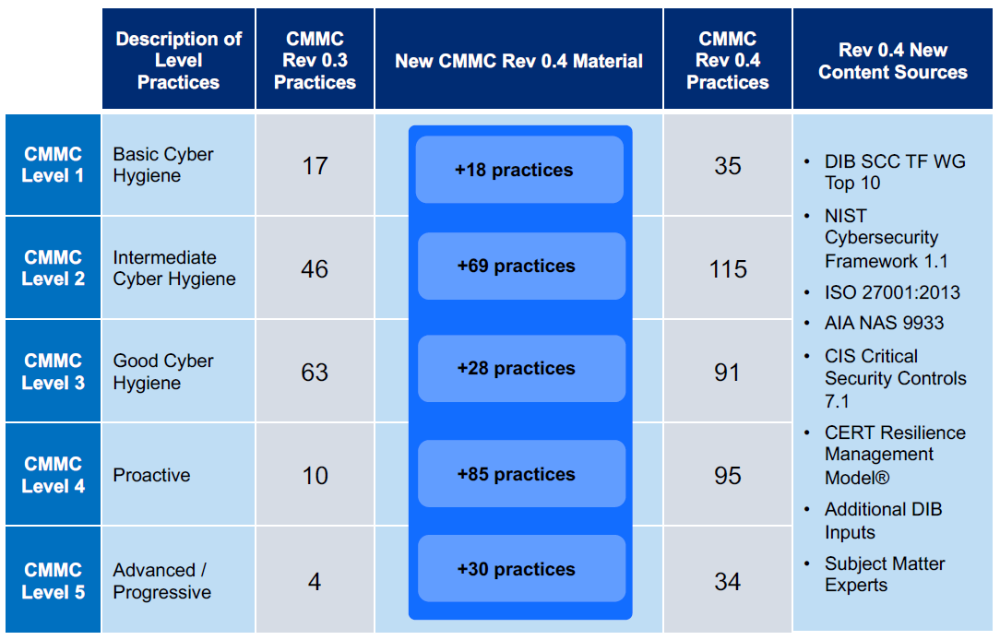 Description of
Level
Practices
CMMC
Rev 0.3
Practices
New CMMC Rev 0.4 Material
CMMC
Rev 0.4
Practices
Rev 0.4 New
Content Sources
CMMC
Level 1
Basic Cyber
Hygiene
17
+18 practices
35
CMMC
Level 2
Intermediate
Cyber Hygiene
46
+69 practices
115
CMMC
Level 3
Good Cyber
Hygiene
63
+28 practices
91
CMMC
Level 4
Proactive
10
+85 practices
95
CMMC
Level 5
Advanced /
Progressive
4
+30 practices
34
• DIB SCC TF WG
Top 10
• NIST
Cybersecurity
Framework 1.1
• ISO 27001:2013
• AIA NAS 9933
• CIS Critical
Security Controls
7.1
• CERT Resilience
Management
Model®
• Additional DIB
Inputs
• Subject Matter
Experts